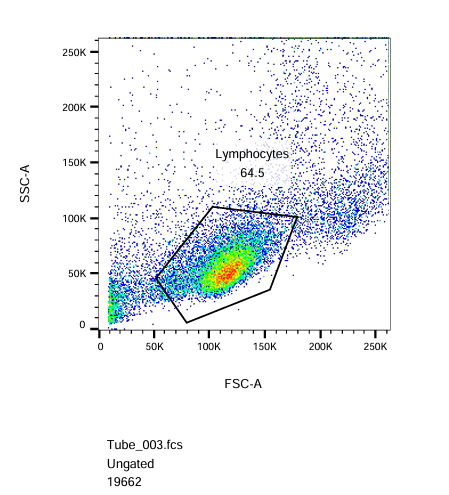 250K
200K
150K
100K
50K
0
SSC-A
Lymphocytes
64.5
0 50K 100K 150K 200K 250K
FSC-A
Tube_003.fcs
Ungated
19662